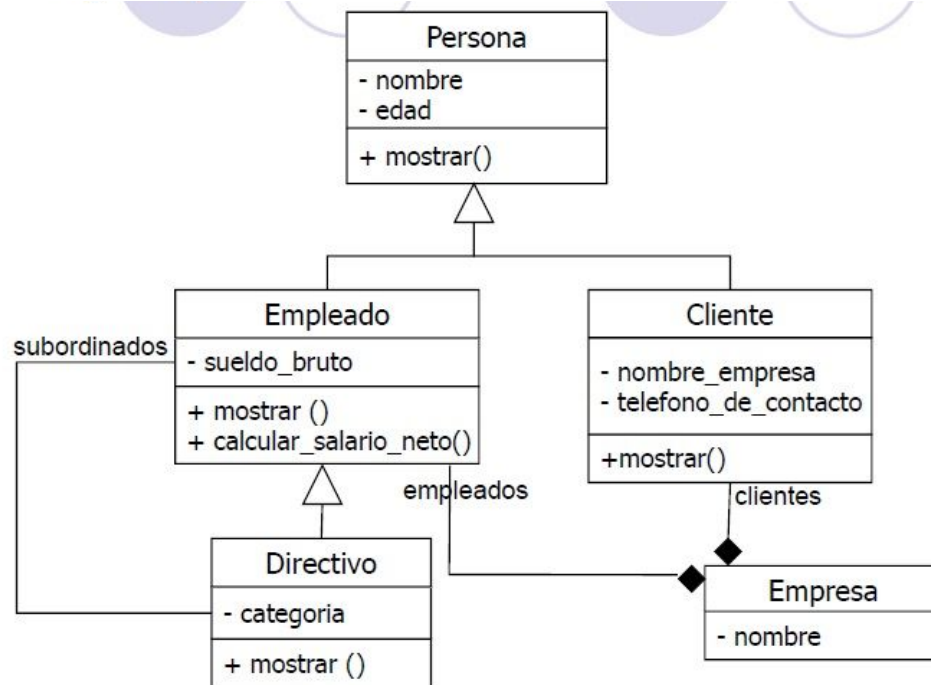 Persona
- nombre
- edad
+ mostrar()
Empleado
- sueldo_bruto
+ mostrar ()
+ calcular_salario_neto()
Cliente
- nombre_empresa
- telefono_de_contacto
+mostrar()
subordinados
empleados
clientes
Directivo
- categoria
+ mostrar ()
Empresa
- nombre